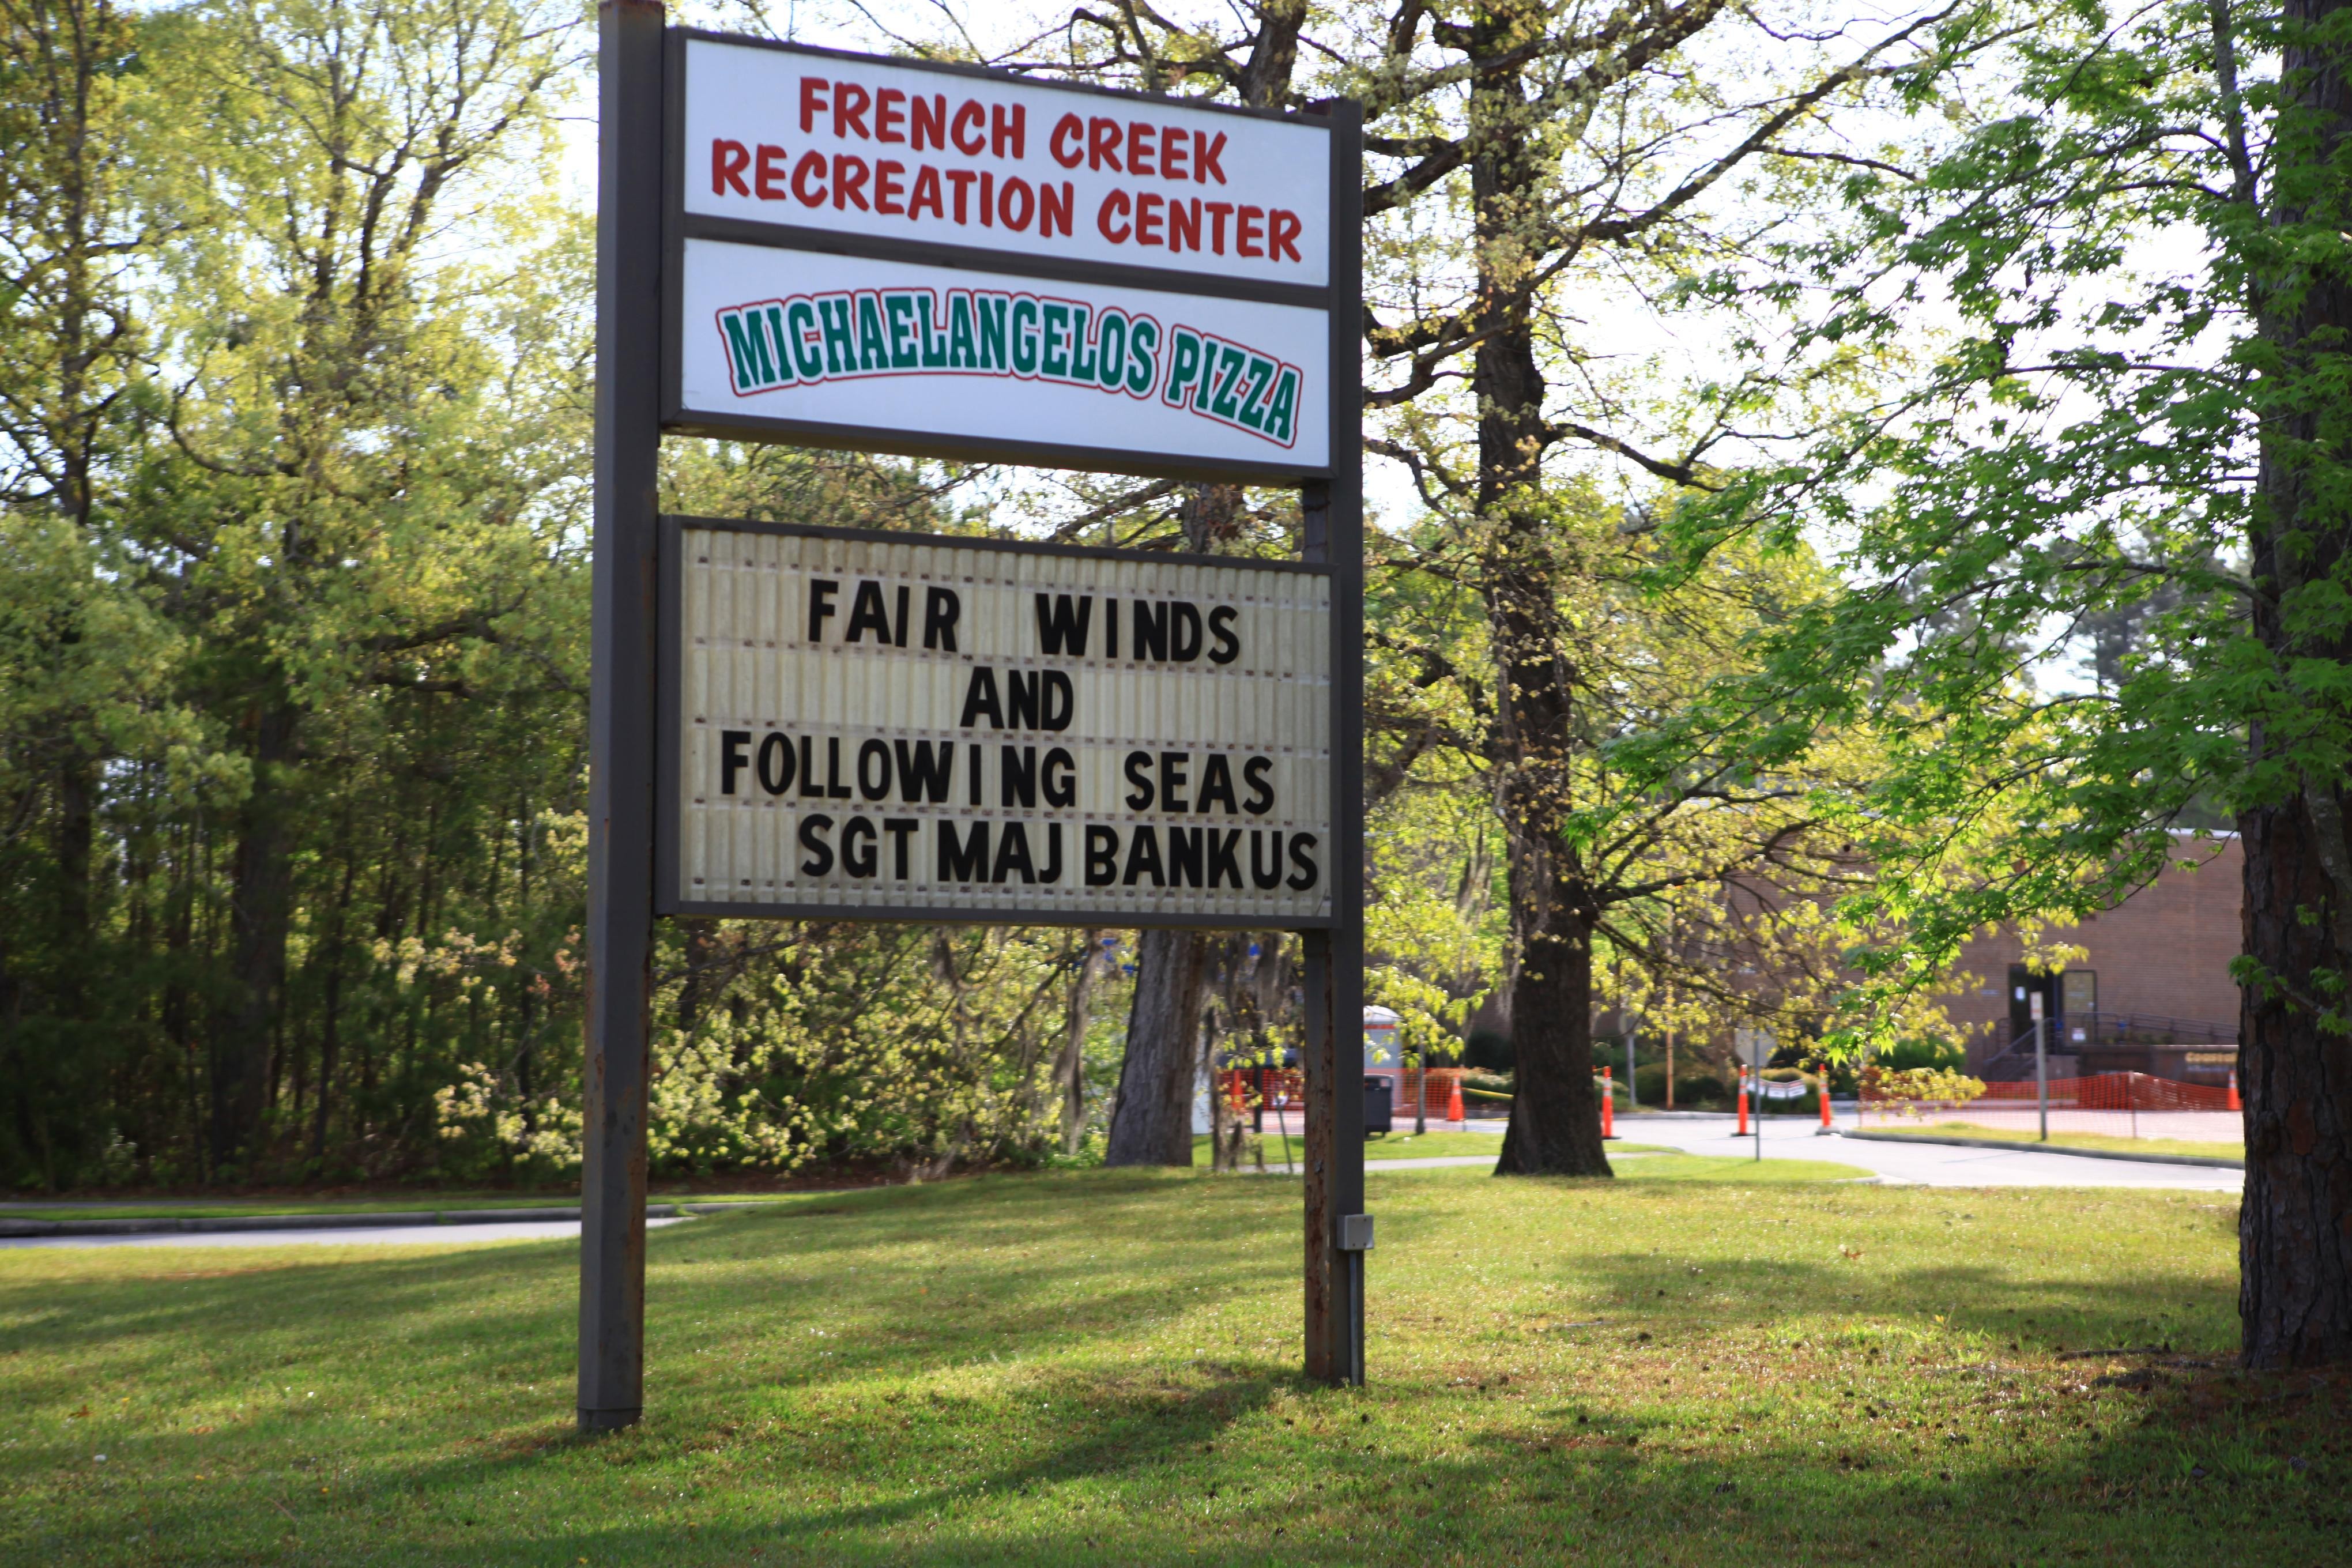 FRENCH CREEK
RECREATION CENTER
MICHAELANGELOS PIZZA
FAIR WINDS
AND
FOLLOWING SEAS
SGT MAJ BANKUS